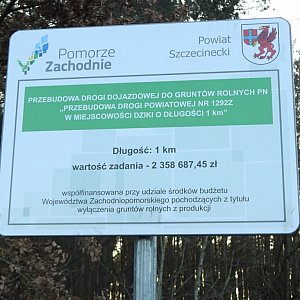 Pomorze
Zachodnie
Powiat
Szczecinecki
PRZEBUDOWA DROGI DOJAZDOWEJ DO GRUNTÓW ROLNYCH PN
„PRZEBUDOWA DROGI POWIATOWEJ NR 1292Z
W MIEJSCOWOŚCI DZIKI O DŁUGOŚCI 1 km”
Długość: 1 km
wartość zadania - 2 358 687,45 zł
współfinansowana przy udziale środków budżetu
Województwa Zachodniopomorskiego pochodzących z tytułu
wyłączenia gruntów rolnych z produkcji